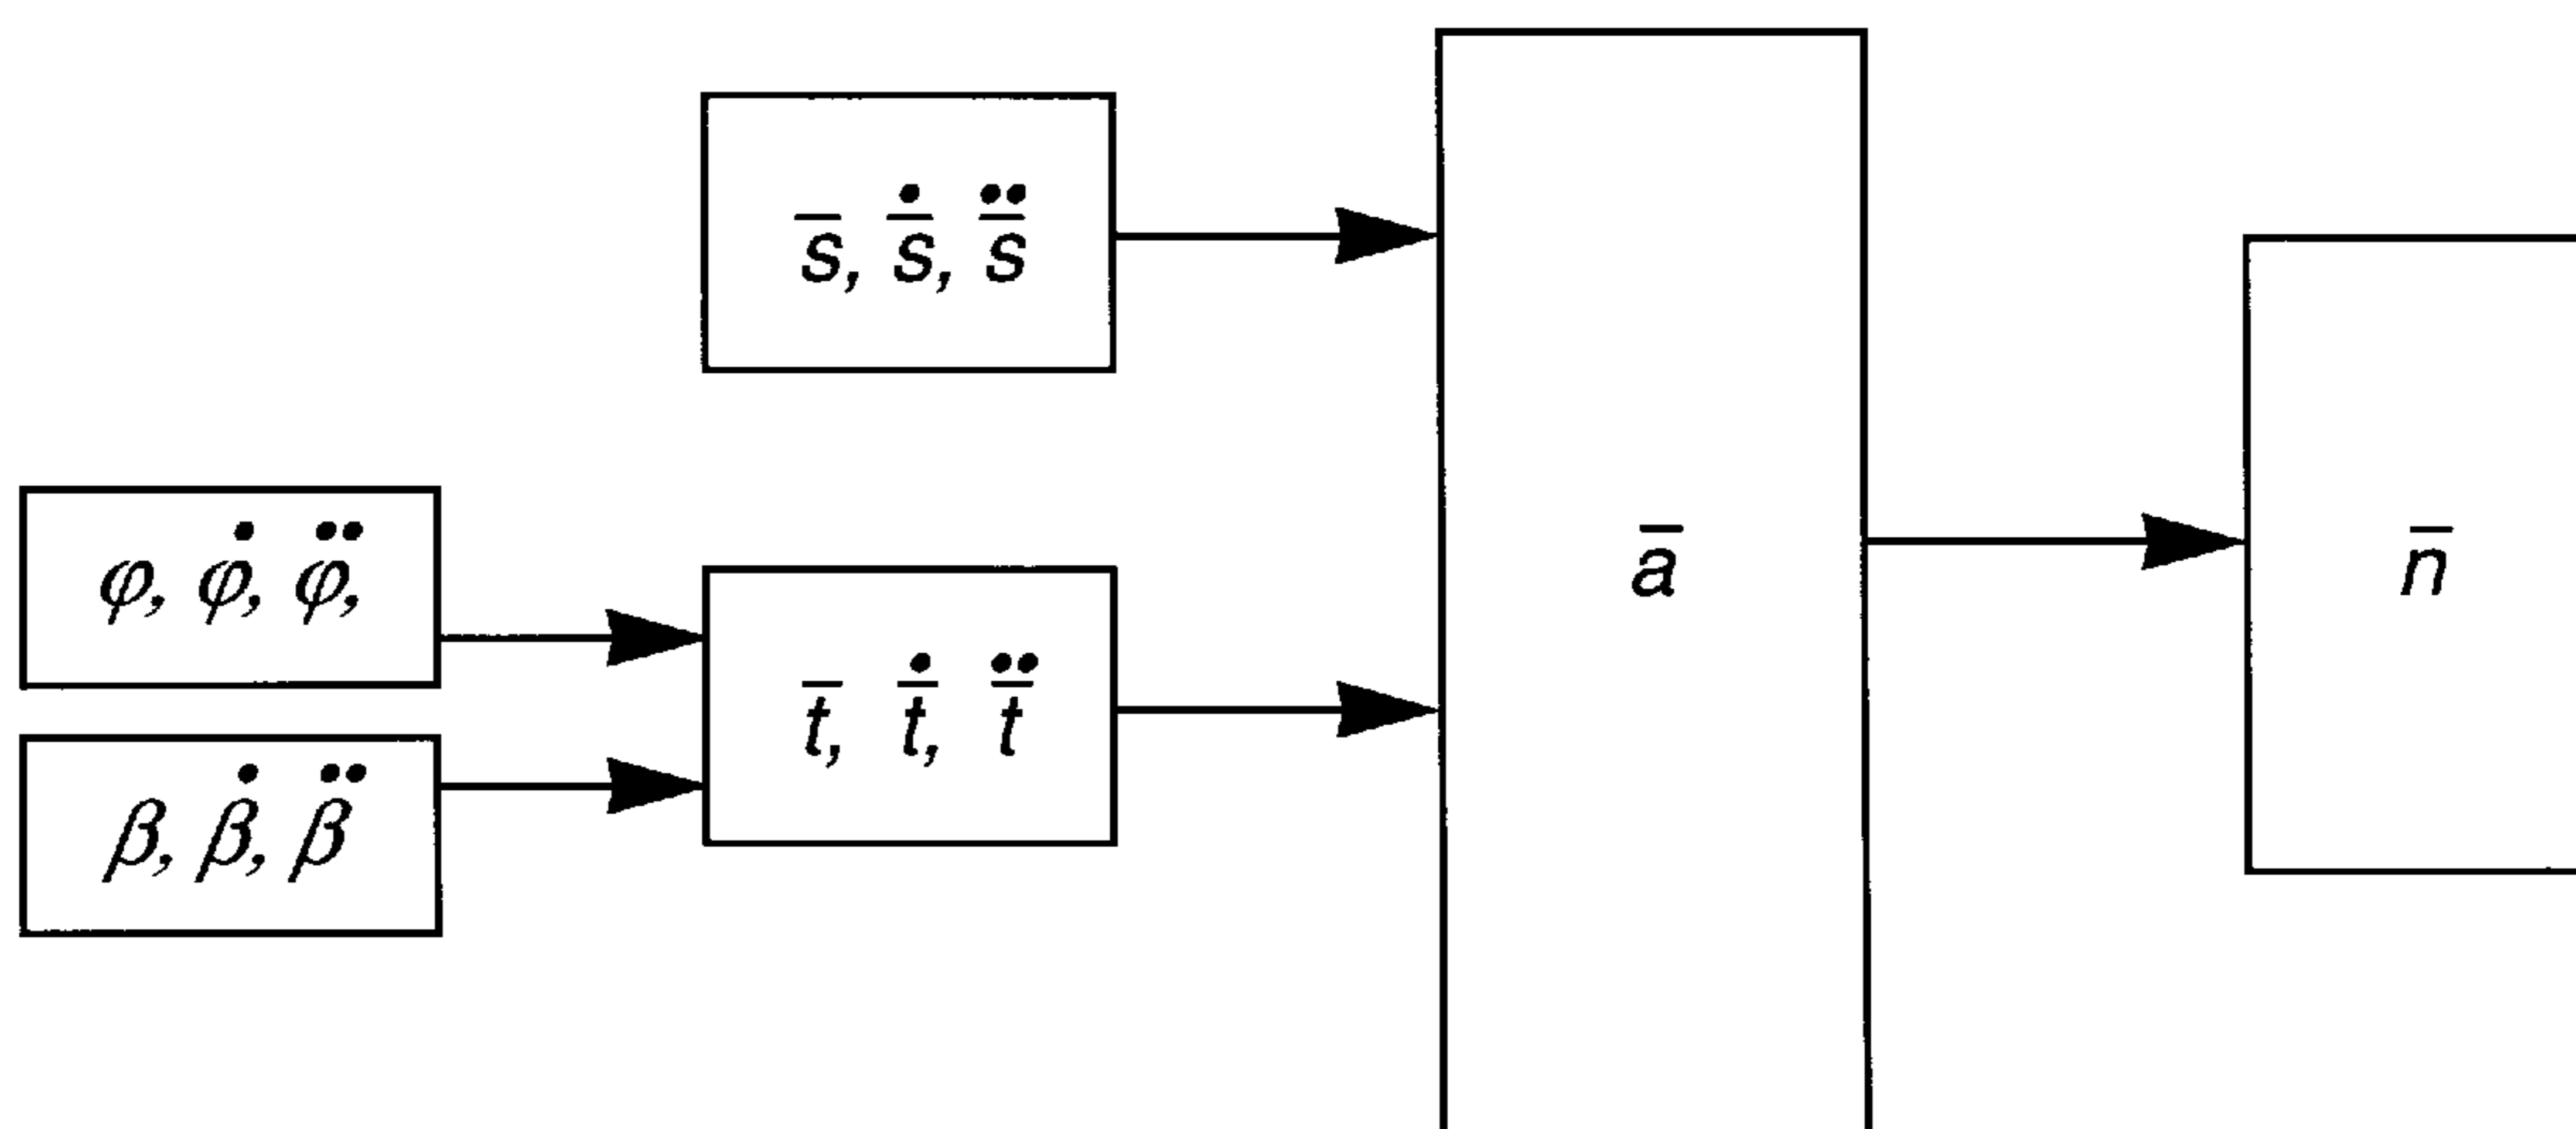 s̄, s̄̇, s̄̈
φ, φ̇, φ̈,
t̄, t̄̇, t̄̈
β, β̇, β̈
ā
n̄